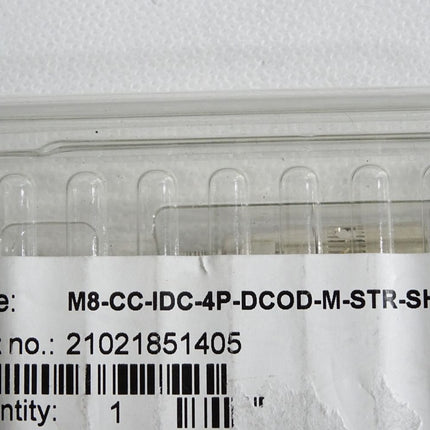 e: M8-CC-IDC-4P-DCOD-M-STR-SH
t no.: 21021851405
ntity: 1